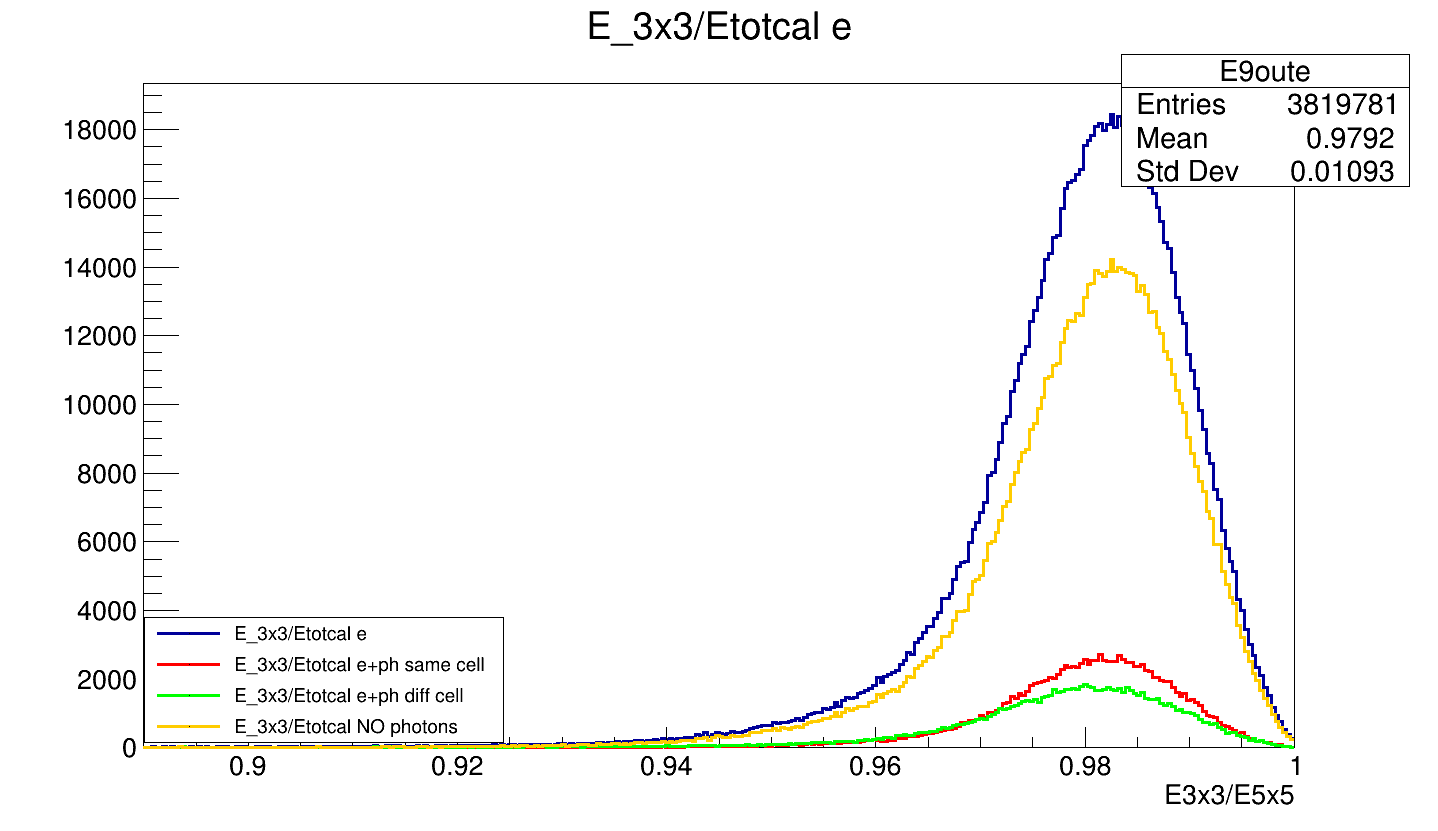 E_3x3/Etotcal e
E9oute
Entries 3819781
Mean 0.9792
Std Dev 0.01093
18000
16000
14000
12000
10000
8000
6000
4000
2000
0
E_3x3/Etotcal e
E_3x3/Etotcal e+ph same cell
E_3x3/Etotcal e+ph diff cell
E_3x3/Etotcal NO photons
0.9 0.92 0.94 0.96 0.98 1
E3x3/E5x5